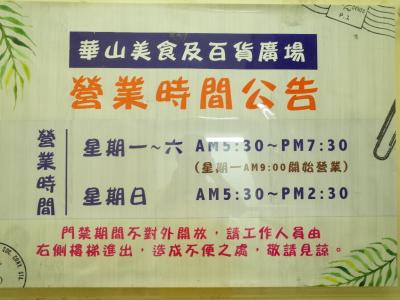 華山美食及百貨廣場
營業時間公告
營業時間
星期一~六 AM5:30~PM7:30
(星期一AM9:00開始營業)
星期日 AM5:30~PM2:30
門禁期間不對外開放，請工作人員由
右側樓梯進出，造成不便之處，敬請見諒。